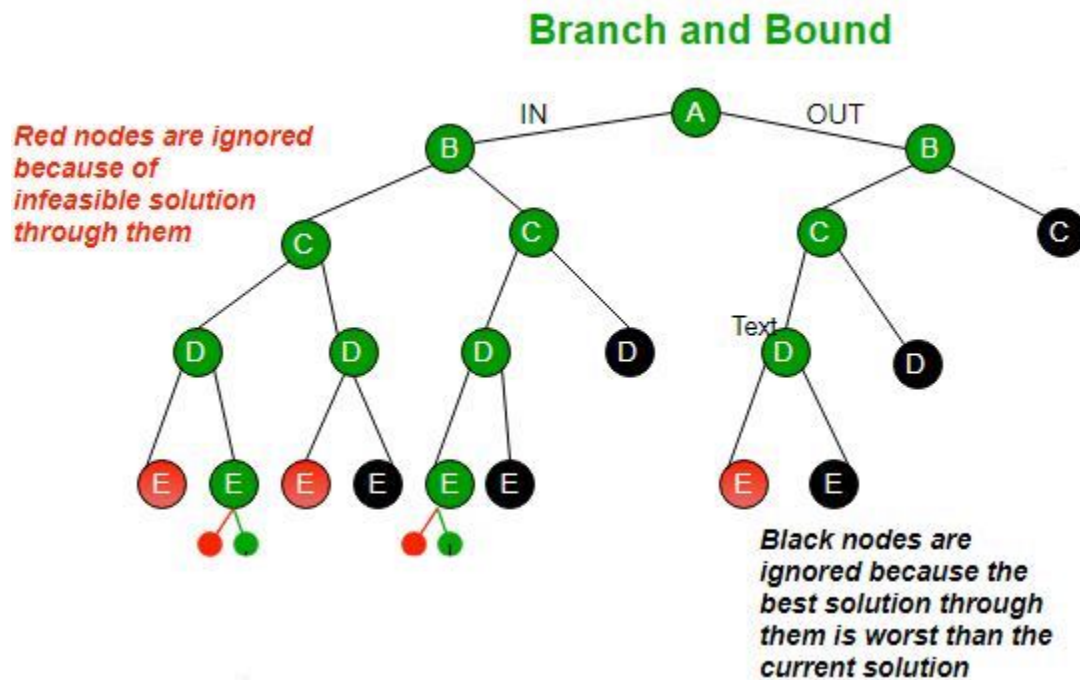 Branch and Bound
IN
A
OUT
Red nodes are ignored
because of
infeasible solution
through them
B
B
C
C
C
C
Text
D
D
D
D
D
D
E
E
E
E
E
E
E
E
Black nodes are
ignored because the
best solution through
them is worst than the
current solution